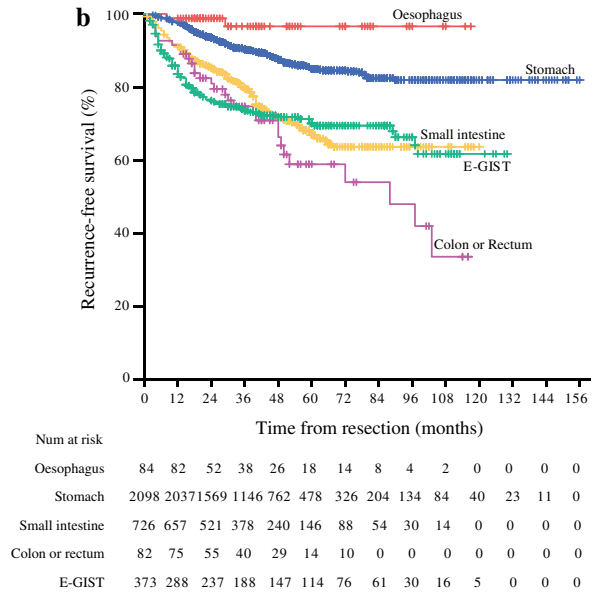 b
100
80
60
40
20
0
Recurrence-free survival (%)
Oesophagus
Stomach
Small intestine
E-GIST
Colon or Rectum
0 12 24 36 48 60 72 84 96 108 120 132 144 156
Time from resection (months)
Num at risk
Oesophagus 84 82 52 38 26 18 14 8 4 2 0 0 0 0
Stomach 2098 2037 1569 1146 762 478 326 204 134 84 40 23 11 0
Small intestine 726 657 521 378 240 146 88 54 30 14 0 0 0 0
Colon or rectum 82 75 55 40 29 14 10 0 0 0 0 0 0 0
E-GIST 373 288 237 188 147 114 76 61 30 16 5 0 0 0